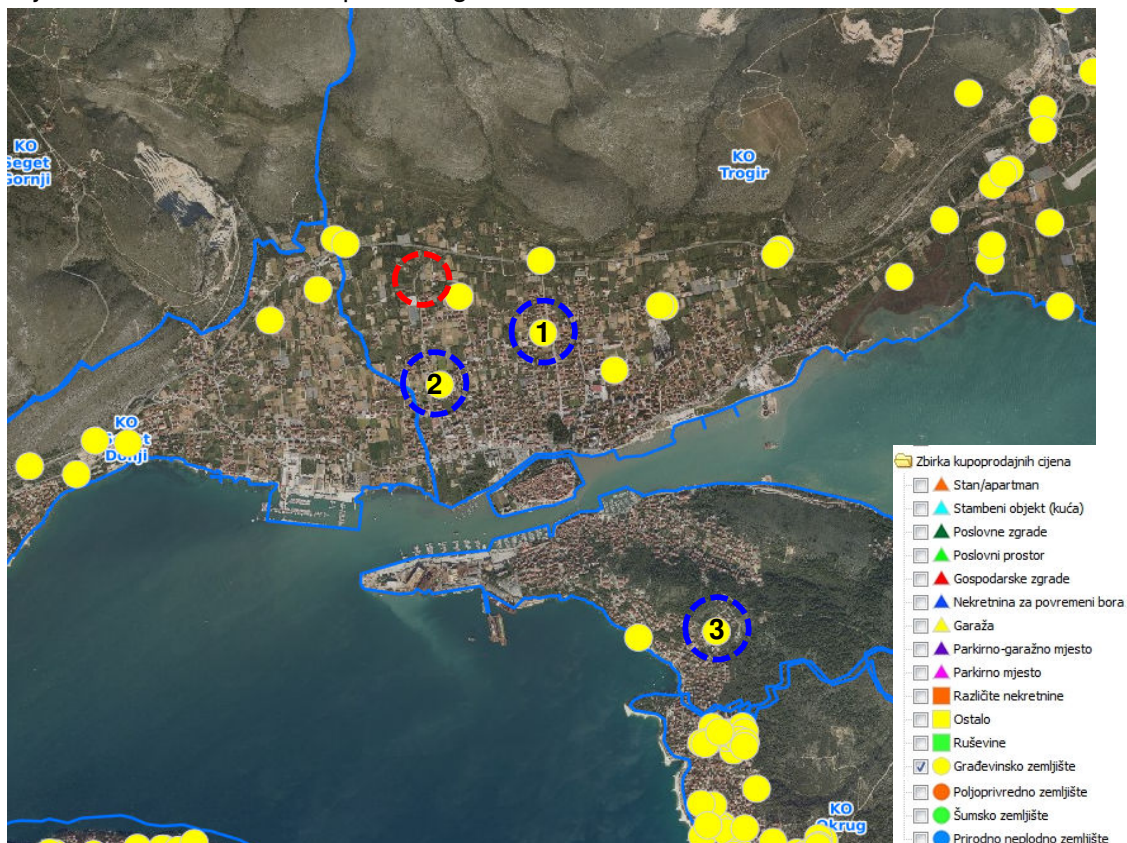 KO
Seget
Gornji
KO
Trogir
1
2
KO
Seget
Donji
3
KO
Okrug
Zbirka kupoprodajnih cijena
Stan/apartman
Stambeni objekt (kuća)
Poslovne zgrade
Poslovni prostor
Gospodarske zgrade
Nekretnina za povremeni bora
Garaža
Parkirno-garažno mjesto
Parkirno mjesto
Različite nekretnine
Ostalo
Ruševine
Građevinsko zemljište
Poljoprivredno zemljište
Šumsko zemljište
Prirodno neplodno zemljište